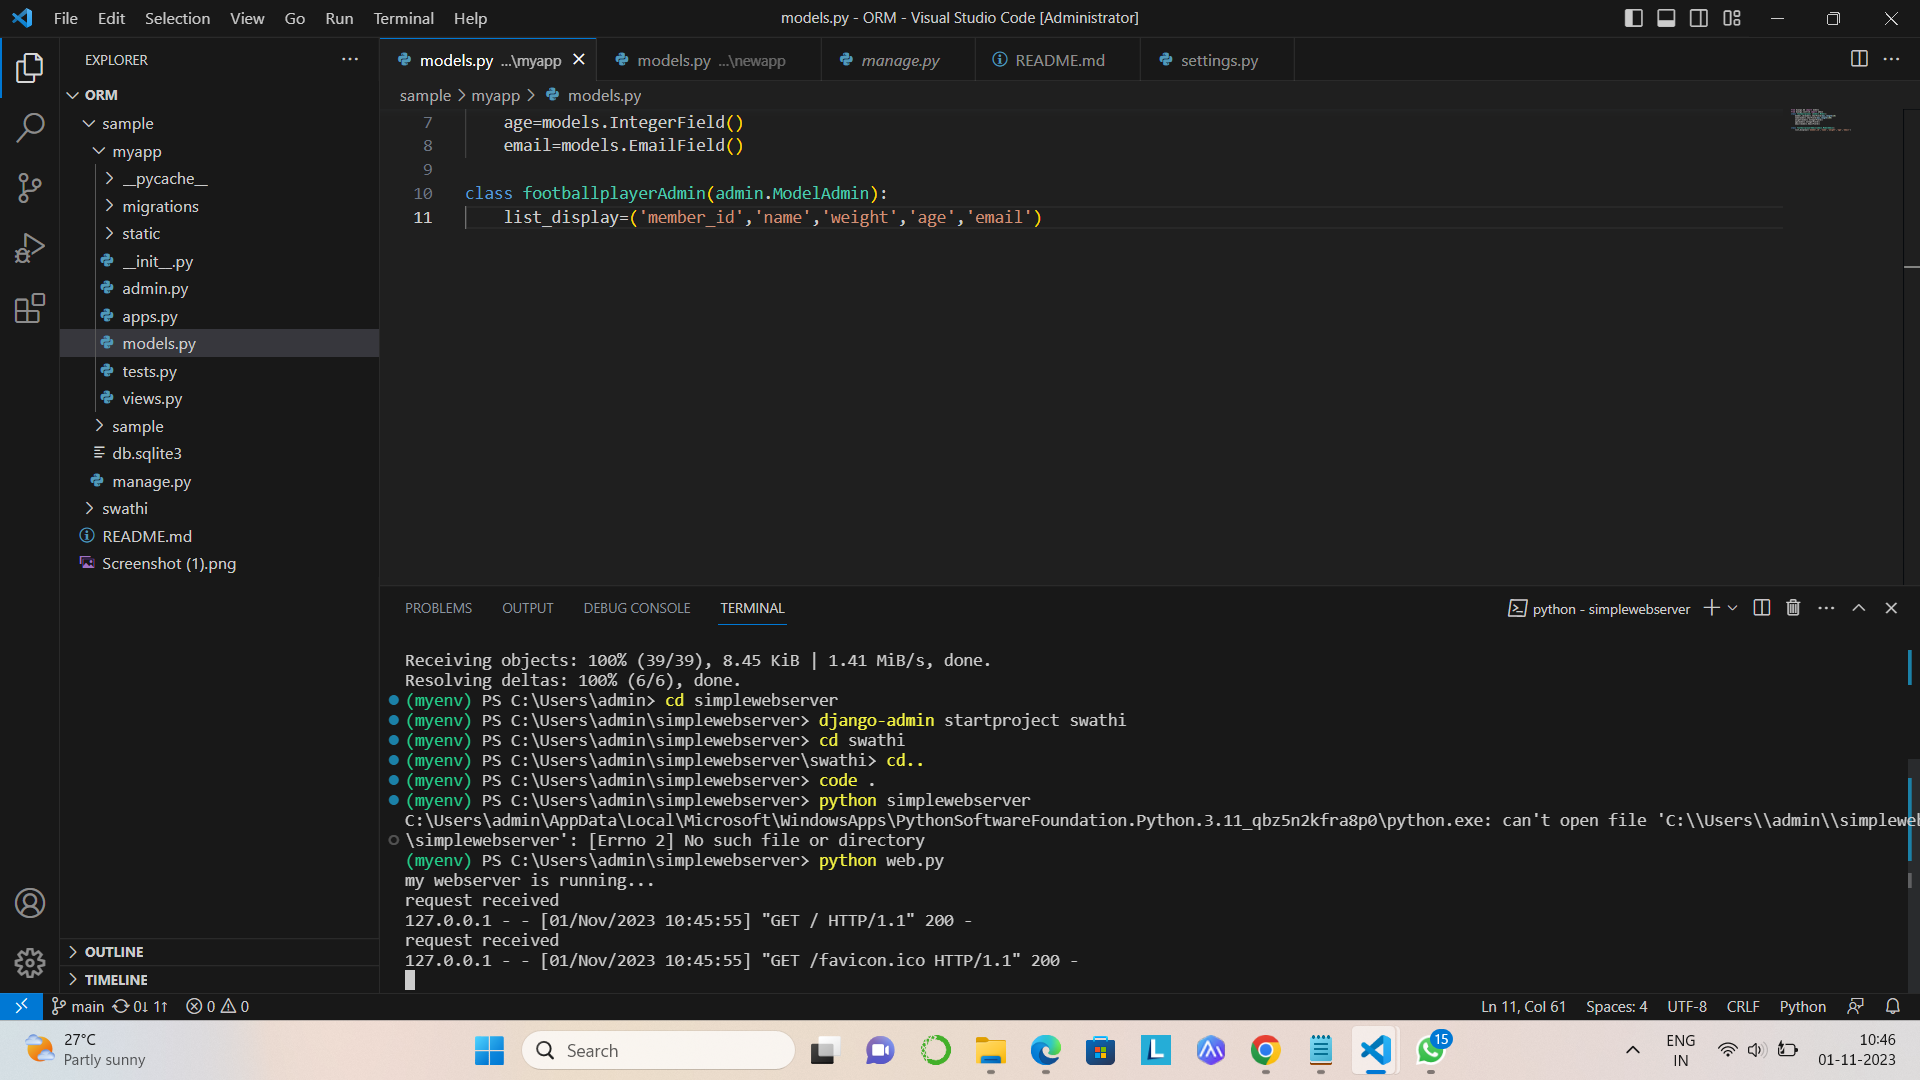 File Edit Selection View Go Run Terminal Help
models.py - ORM - Visual Studio Code [Administrator]
EXPLORER
models.py ...\myapp
models.py ...\newapp
manage.py
README.md
settings.py
sample > myapp > models.py
ORM
sample
myapp
__pycache__
migrations
static
__init__.py
admin.py
apps.py
models.py
tests.py
views.py
sample
db.sqlite3
manage.py
swathi
README.md
Screenshot (1).png
OUTLINE
TIMELINE
7 age=models.IntegerField()
8 email=models.EmailField()
9
10 class footballplayerAdmin(admin.ModelAdmin):
11 list_display=('member_id','name','weight','age','email')
PROBLEMS OUTPUT DEBUG CONSOLE TERMINAL
python - simplewebserver
Receiving objects: 100% (39/39), 8.45 KiB | 1.41 MiB/s, done.
Resolving deltas: 100% (6/6), done.
(myenv) PS C:\Users\admin> cd simplewebserver
(myenv) PS C:\Users\admin\simplewebserver> django-admin startproject swathi
(myenv) PS C:\Users\admin\simplewebserver> cd swathi
(myenv) PS C:\Users\admin\simplewebserver\swathi> cd..
(myenv) PS C:\Users\admin\simplewebserver> code .
(myenv) PS C:\Users\admin\simplewebserver> python simplewebserver
C:\Users\admin\AppData\Local\Microsoft\WindowsApps\PythonSoftwareFoundation.Python.3.11_qbz5n2kfra8p0\python.exe: can't open file 'C:\\Users\\admin\\simplewe
\simplewebserver': [Errno 2] No such file or directory
(myenv) PS C:\Users\admin\simplewebserver> python web.py
my webserver is running...
request received
127.0.0.1 - - [01/Nov/2023 10:45:55] "GET / HTTP/1.1" 200 -
request received
127.0.0.1 - - [01/Nov/2023 10:45:55] "GET /favicon.ico HTTP/1.1" 200 -
main 0↓ 1↑ 0 0
Ln 11, Col 61 Spaces: 4 UTF-8 CRLF Python
27°C
Partly sunny
Search
15
ENG
IN
10:46
01-11-2023